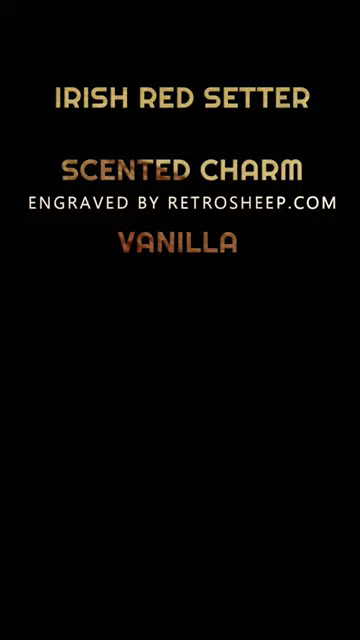 IRISH RED SETTER
SCENTED CHARM
ENGRAVED BY RETROSHEEP.COM
VANILLA